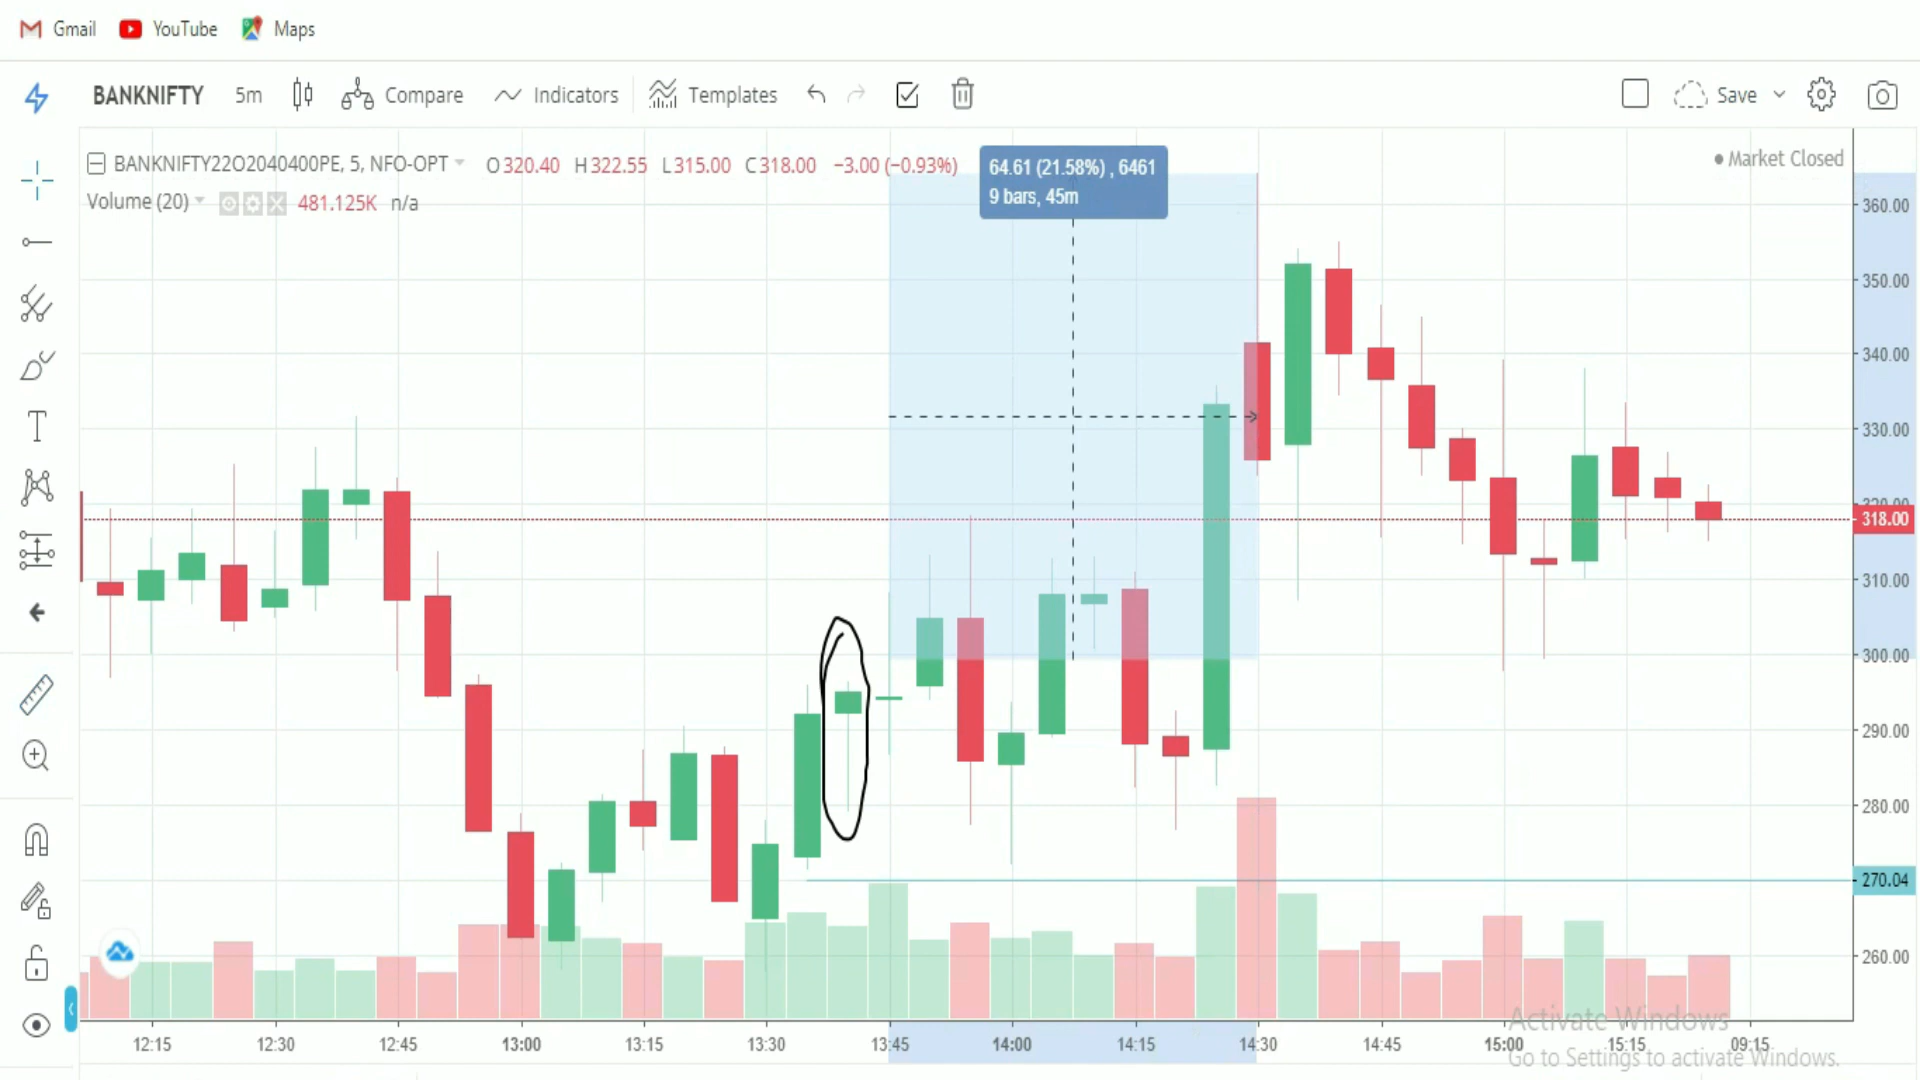 Gmail YouTube Maps
BANKNIFTY 5m Compare Indicators Templates Save
BANKNIFTY22O2040400PE, 5, NFO-OPT O320.40 H322.55 L315.00 C318.00 −3.00 (−0.93%)
Volume (20) 481.125K n/a
64.61 (21.58%) , 6461
9 bars, 45m
Market Closed
360.00
350.00
340.00
330.00
320.00
318.00
310.00
300.00
290.00
280.00
270.04
260.00
T
12:15 12:30 12:45 13:00 13:15 13:30 13:45 14:00 14:15 14:30 14:45 15:00 15:15 09:15
Activate Windows
Go to Settings to activate Windows.